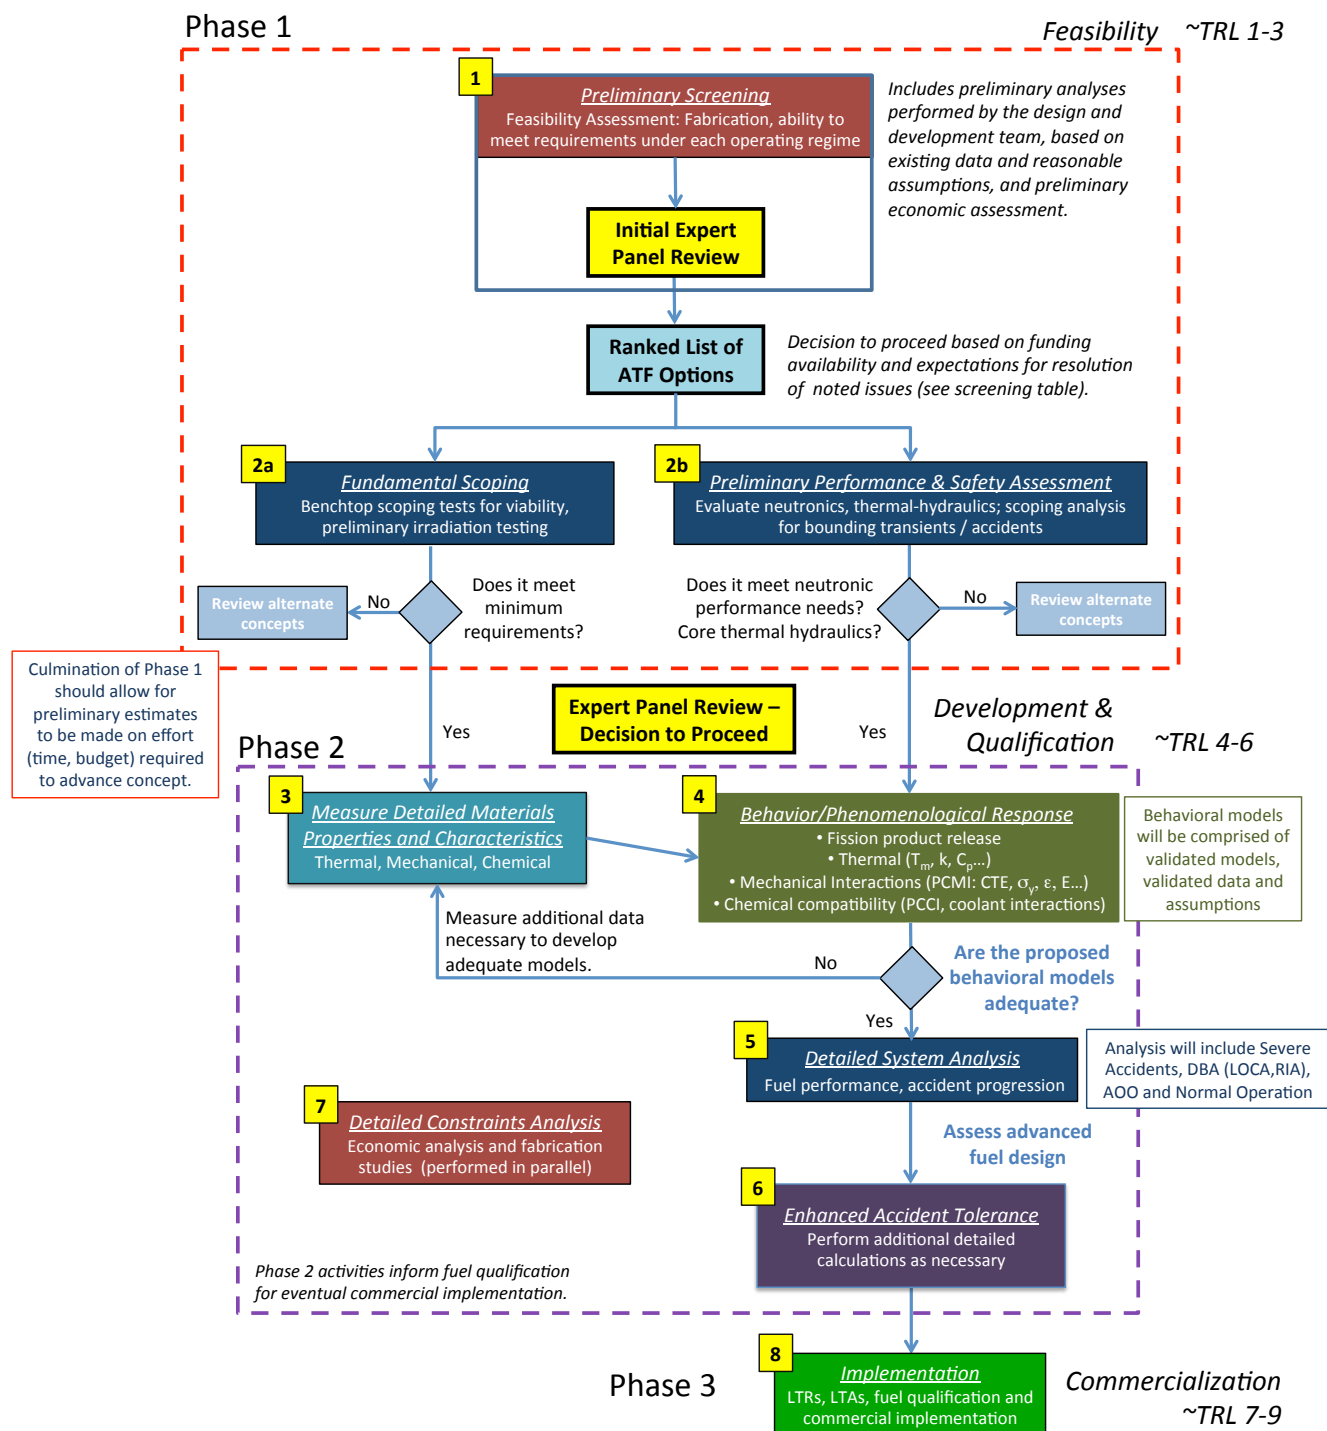 Phase 1
Feasibility ~TRL 1-3
1
Preliminary Screening
Feasibility Assessment: Fabrication, ability to
meet requirements under each operating regime
Includes preliminary analyses
performed by the design and
development team, based on
existing data and reasonable
assumptions, and preliminary
economic assessment.
Initial Expert
Panel Review
Ranked List of
ATF Options
Decision to proceed based on funding
availability and expectations for resolution
of noted issues (see screening table).
2a
Fundamental Scoping
Benchtop scoping tests for viability,
preliminary irradiation testing
2b
Preliminary Performance & Safety Assessment
Evaluate neutronics, thermal-hydraulics; scoping analysis
for bounding transients / accidents
Review alternate
concepts
No
Does it meet
minimum
requirements?
Does it meet neutronic
performance needs?
Core thermal hydraulics?
No
Review alternate
concepts
Culmination of Phase 1
should allow for
preliminary estimates
to be made on effort
(time, budget) required
to advance concept.
Yes
Expert Panel Review –
Decision to Proceed
Yes
Development &
Qualification ~TRL 4-6
Phase 2
3
Measure Detailed Materials
Properties and Characteristics
Thermal, Mechanical, Chemical
4
Behavior/Phenomenological Response
• Fission product release
• Thermal (Tm, k, Cp...)
• Mechanical Interactions (PCMI: CTE, σy, ε, E...)
• Chemical compatibility (PCCI, coolant interactions)
Behavioral models
will be comprised of
validated models,
validated data and
assumptions
Measure additional data
necessary to develop
adequate models.
No
Are the proposed
behavioral models
adequate?
Yes
5
Detailed System Analysis
Fuel performance, accident progression
Analysis will include Severe
Accidents, DBA (LOCA,RIA),
AOO and Normal Operation
7
Detailed Constraints Analysis
Economic analysis and fabrication
studies (performed in parallel)
Assess advanced
fuel design
6
Enhanced Accident Tolerance
Perform additional detailed
calculations as necessary
Phase 2 activities inform fuel qualification
for eventual commercial implementation.
Phase 3
8
Implementation
LTRs, LTAs, fuel qualification and
commercial implementation
Commercialization
~TRL 7-9